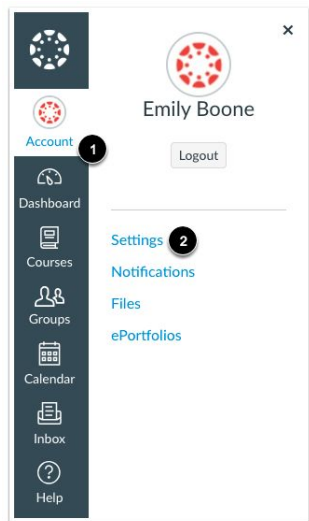 ×
Emily Boone
Logout
Account
1
Dashboard
Courses
Groups
Calendar
Inbox
Help
Settings 2
Notifications
Files
ePortfolios